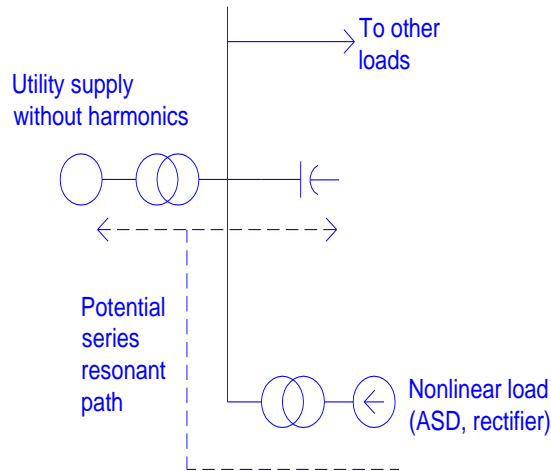 To other
loads
Utility supply
without harmonics
Potential
series
resonant
path
Nonlinear load
(ASD, rectifier)